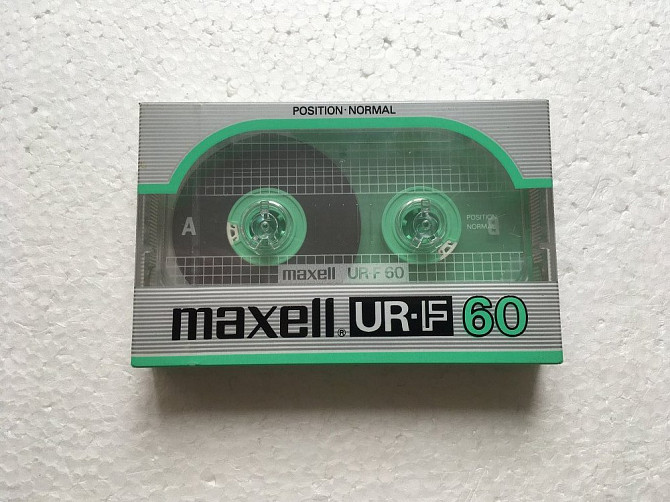 POSITION·NORMAL
A
POSITION
NORMAL
maxell UR·F 60
maxell® UR·F 60